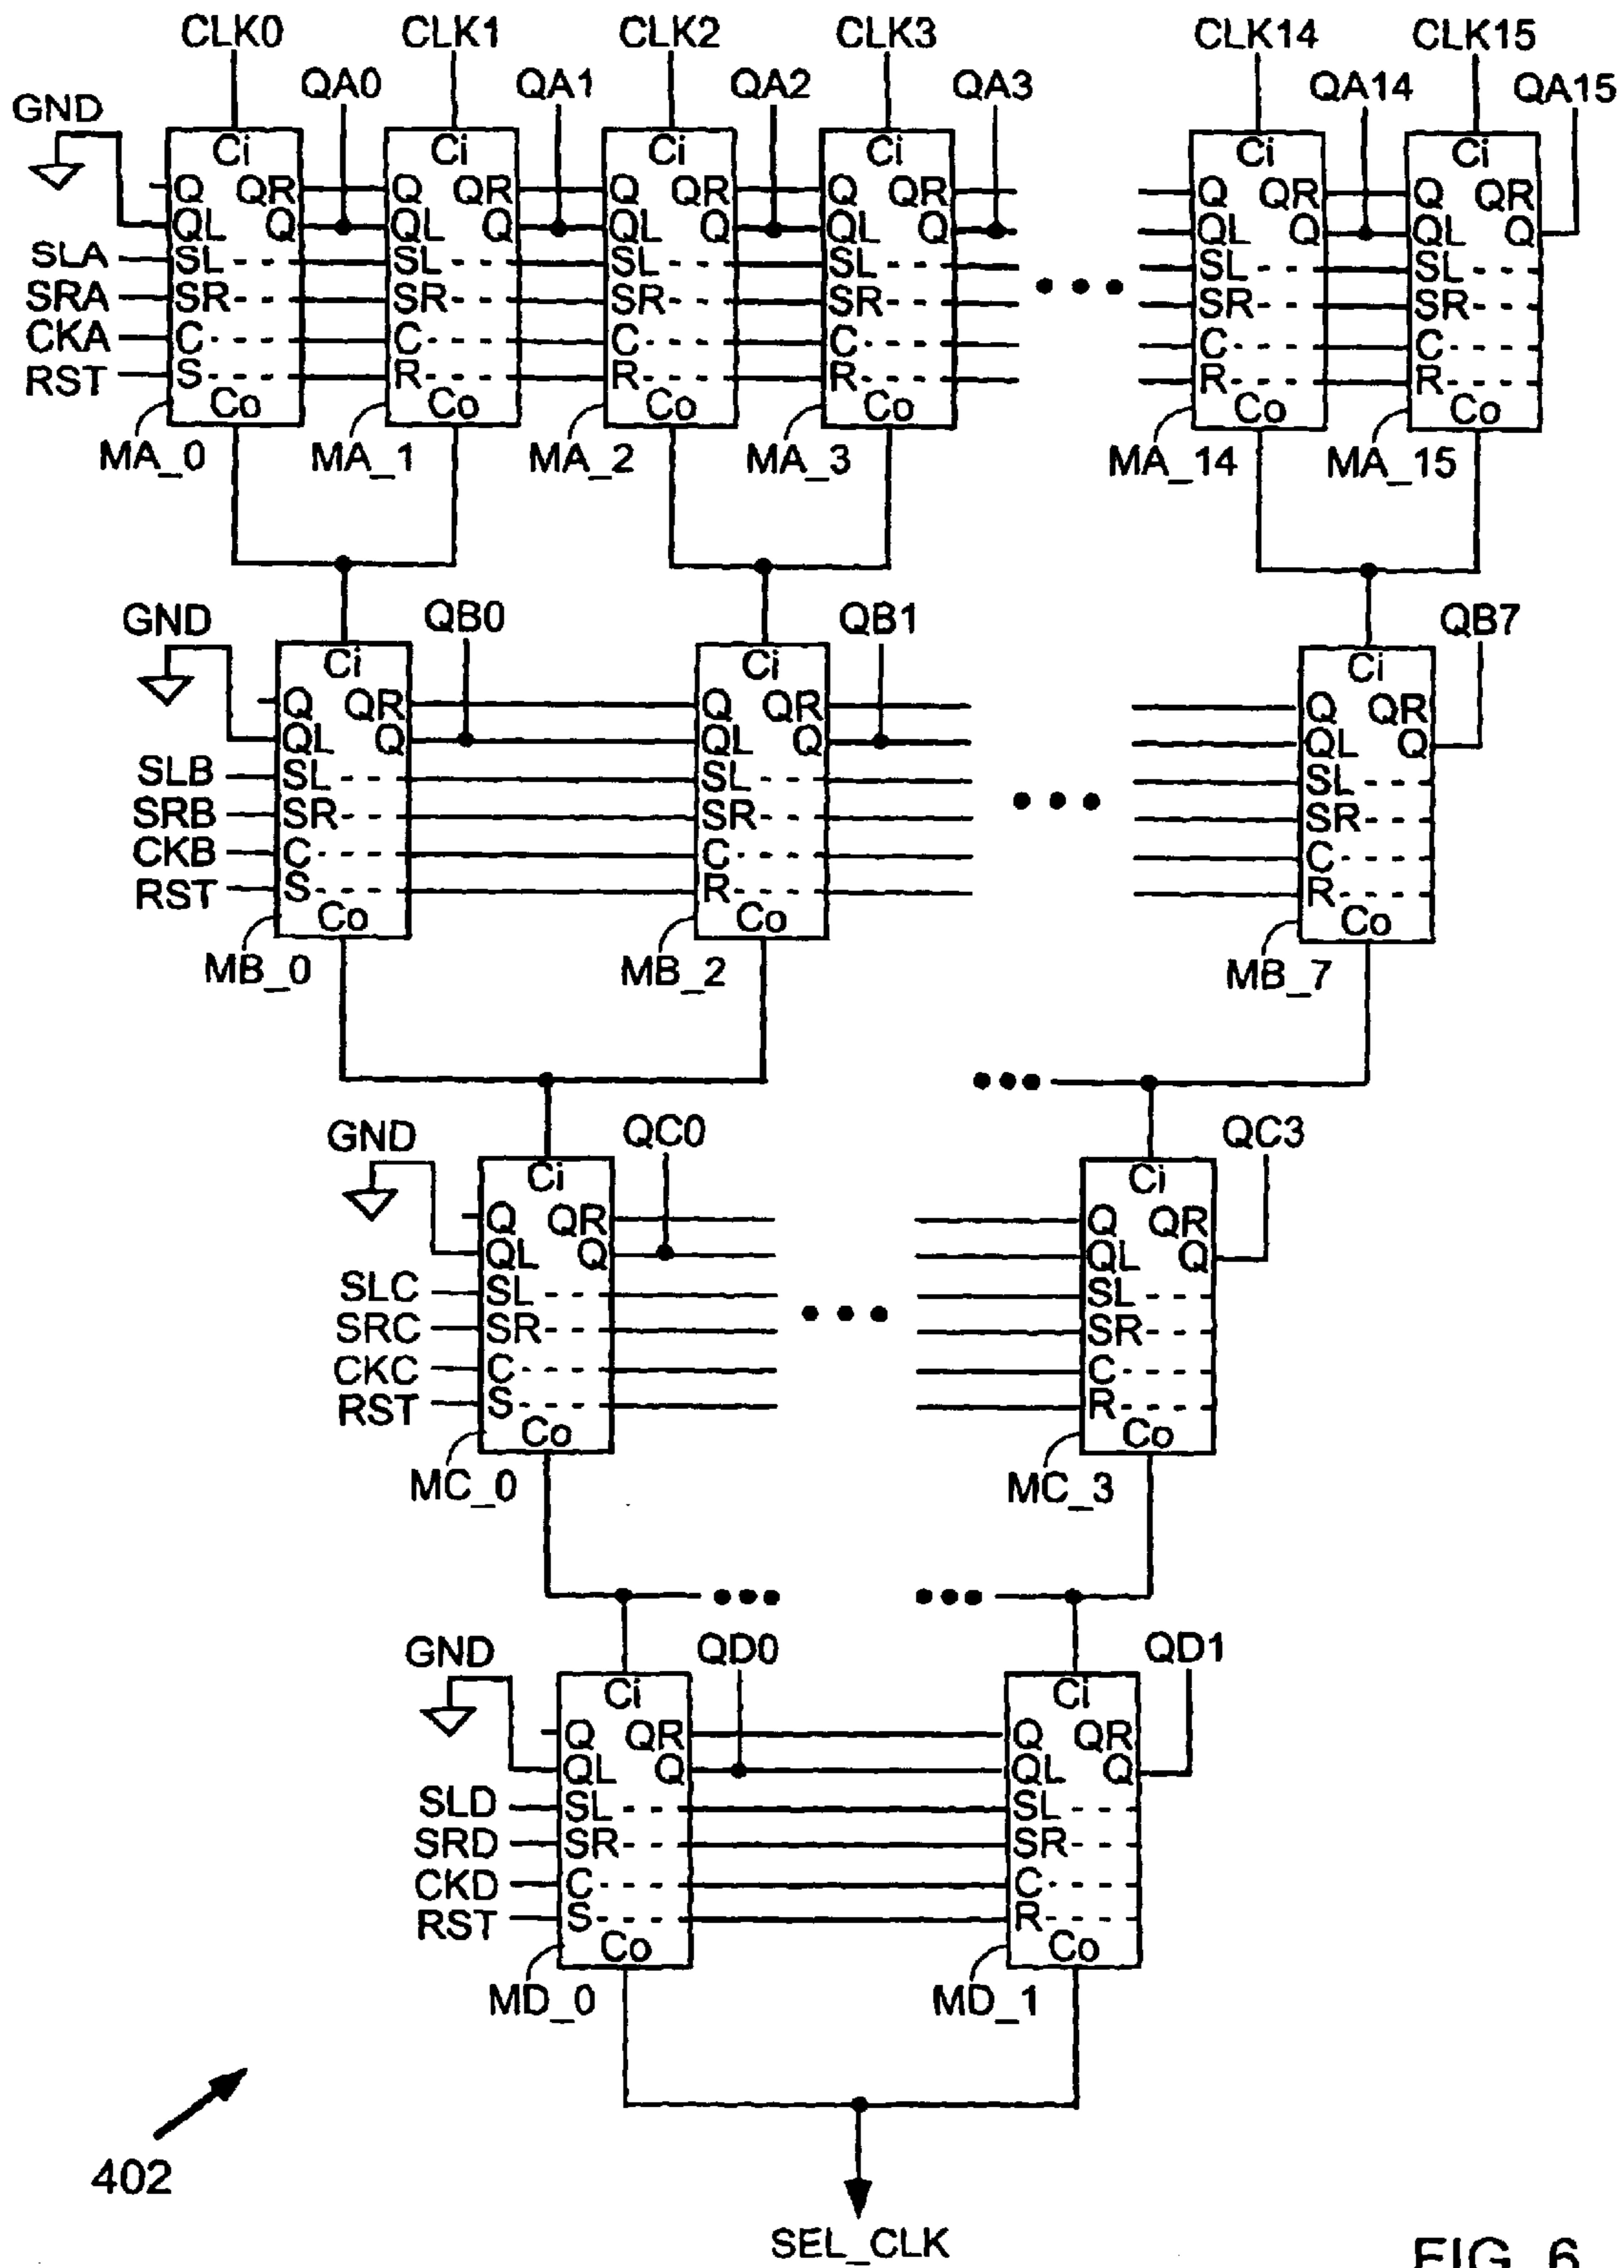 CLK0 CLK1 CLK2 CLK3 CLK14 CLK15
GND QA0 QA1 QA2 QA3 QA14 QA15
Ci Ci Ci Ci Ci Ci
Q QR Q QR Q QR Q QR Q QR Q QR
QL Q QL Q QL Q QL Q QL Q QL Q
SLA SL SL SL SL SL SL
SRA SR SR SR SR SR SR
CKA C C C C C C
RST S R R R R R
Co Co Co Co Co Co
MA_0 MA_1 MA_2 MA_3 MA_14 MA_15
GND QB0 QB1 QB7
Ci Ci Ci
Q QR Q QR Q QR
QL Q QL Q QL Q
SLB SL SL SL
SRB SR SR SR
CKB C C C
RST S R R
Co Co Co
MB_0 MB_2 MB_7
GND QC0 QC3
Ci Ci
Q QR Q QR
QL Q QL Q
SLC SL SL
SRC SR SR
CKC C C
RST S R
Co Co
MC_0 MC_3
GND QD0 QD1
Ci Ci
Q QR Q QR
QL Q QL Q
SLD SL SL
SRD SR SR
CKD C C
RST S R
Co Co
MD_0 MD_1
402
SEL_CLK
FIG. 6